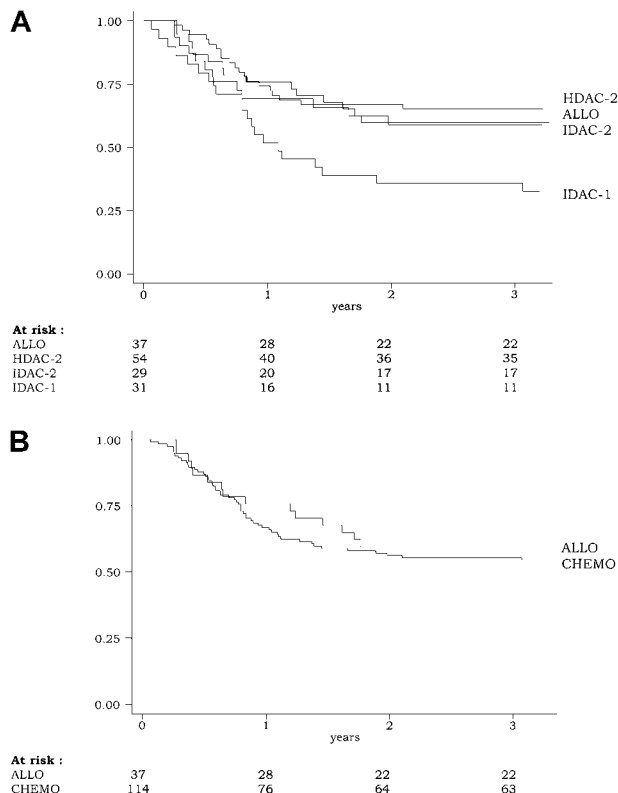 A
1.00
0.75
0.50
0.25
0.00
HDAC-2
ALLO
IDAC-2
IDAC-1
0 1 2 3
years
At risk :
ALLO 37 28 22 22
HDAC-2 54 40 36 35
IDAC-2 29 20 17 17
IDAC-1 31 16 11 11
B
1.00
0.75
0.50
0.25
0.00
ALLO
CHEMO
0 1 2 3
years
At risk :
ALLO 37 28 22 22
CHEMO 114 76 64 63